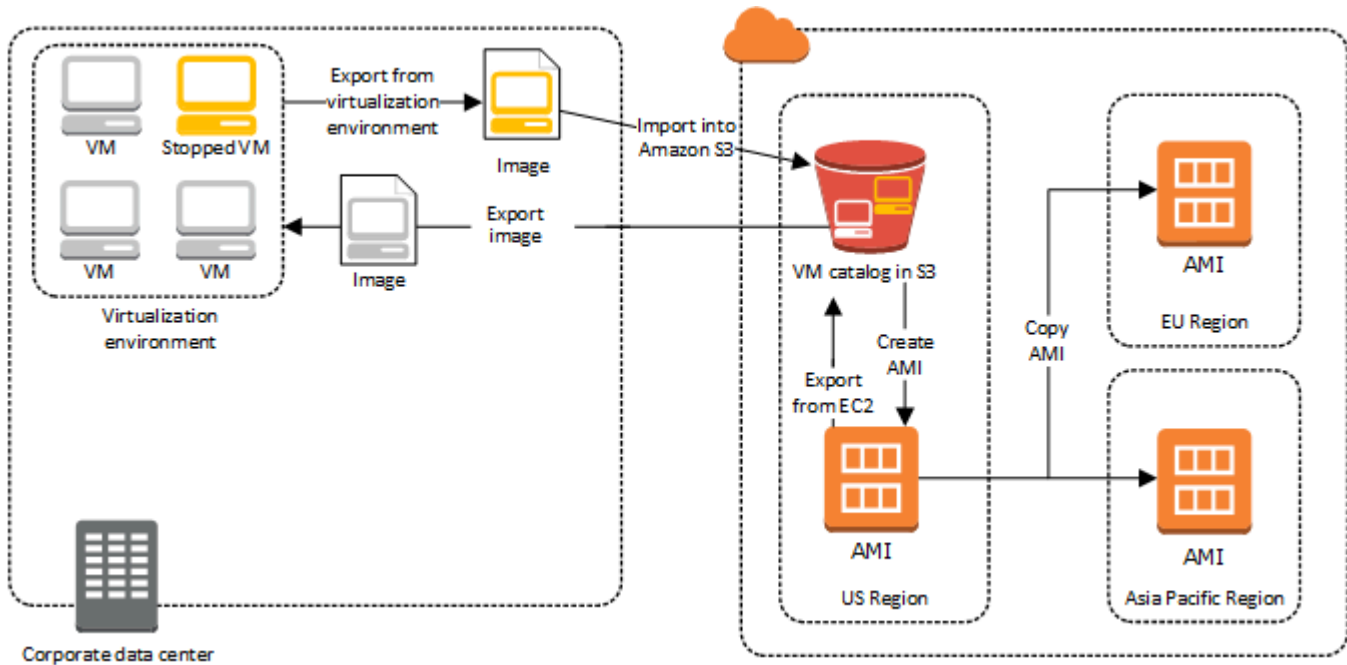 VM
Stopped VM
VM
VM
Virtualization
environment
Export from
virtualization
environment
Image
Export
image
Image
Corporate data center
Import into
Amazon S3
VM catalog in S3
Export
from EC2
Create
AMI
AMI
US Region
Copy
AMI
AMI
EU Region
AMI
Asia Pacific Region